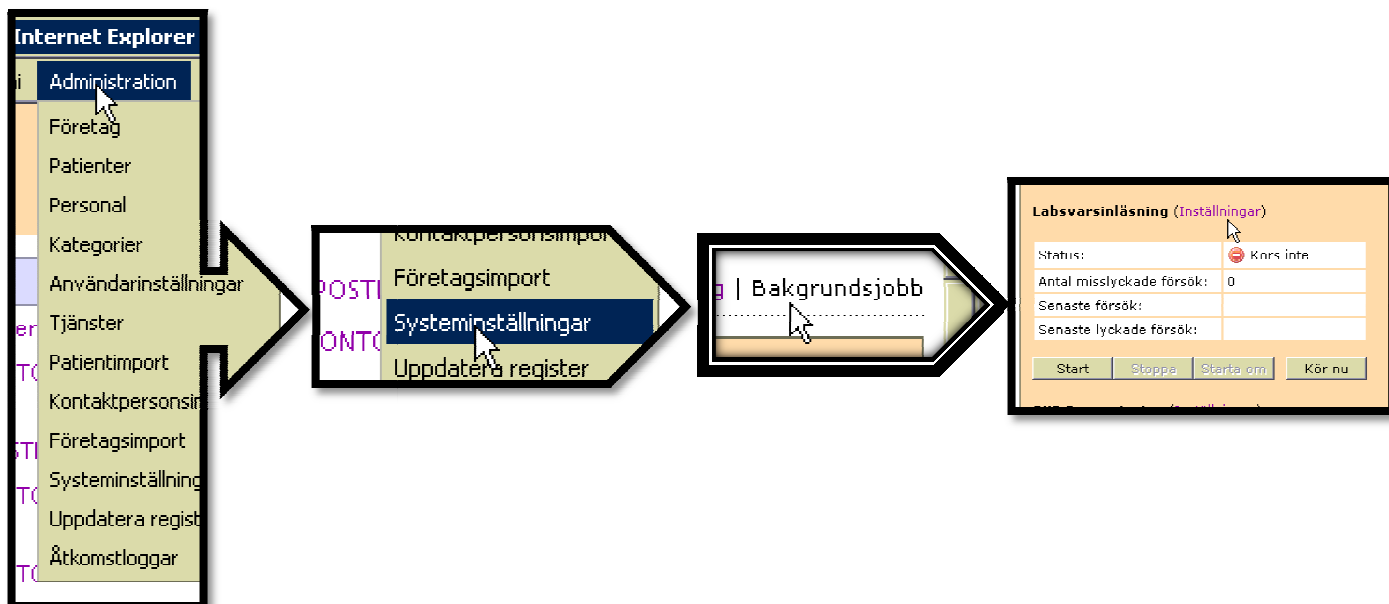 Internet Explorer
Administration
Företag
Patienter
Personal
Kategorier
Användarinställningar
Tjänster
Patientimport
Kontaktpersonsin
Företagsimport
Systeminställning
Uppdatera regist
Åtkomstloggar
Kontaktpersonsimpor
Företagsimport
Systeminställningar
Uppdatera register
| Bakgrundsjobb
Labsvarsinläsning (Inställningar)
Status: Kors inte
Antal misslyckade försök: 0
Senaste försök:
Senaste lyckade försök:
Start Stoppa Starta om Kör nu